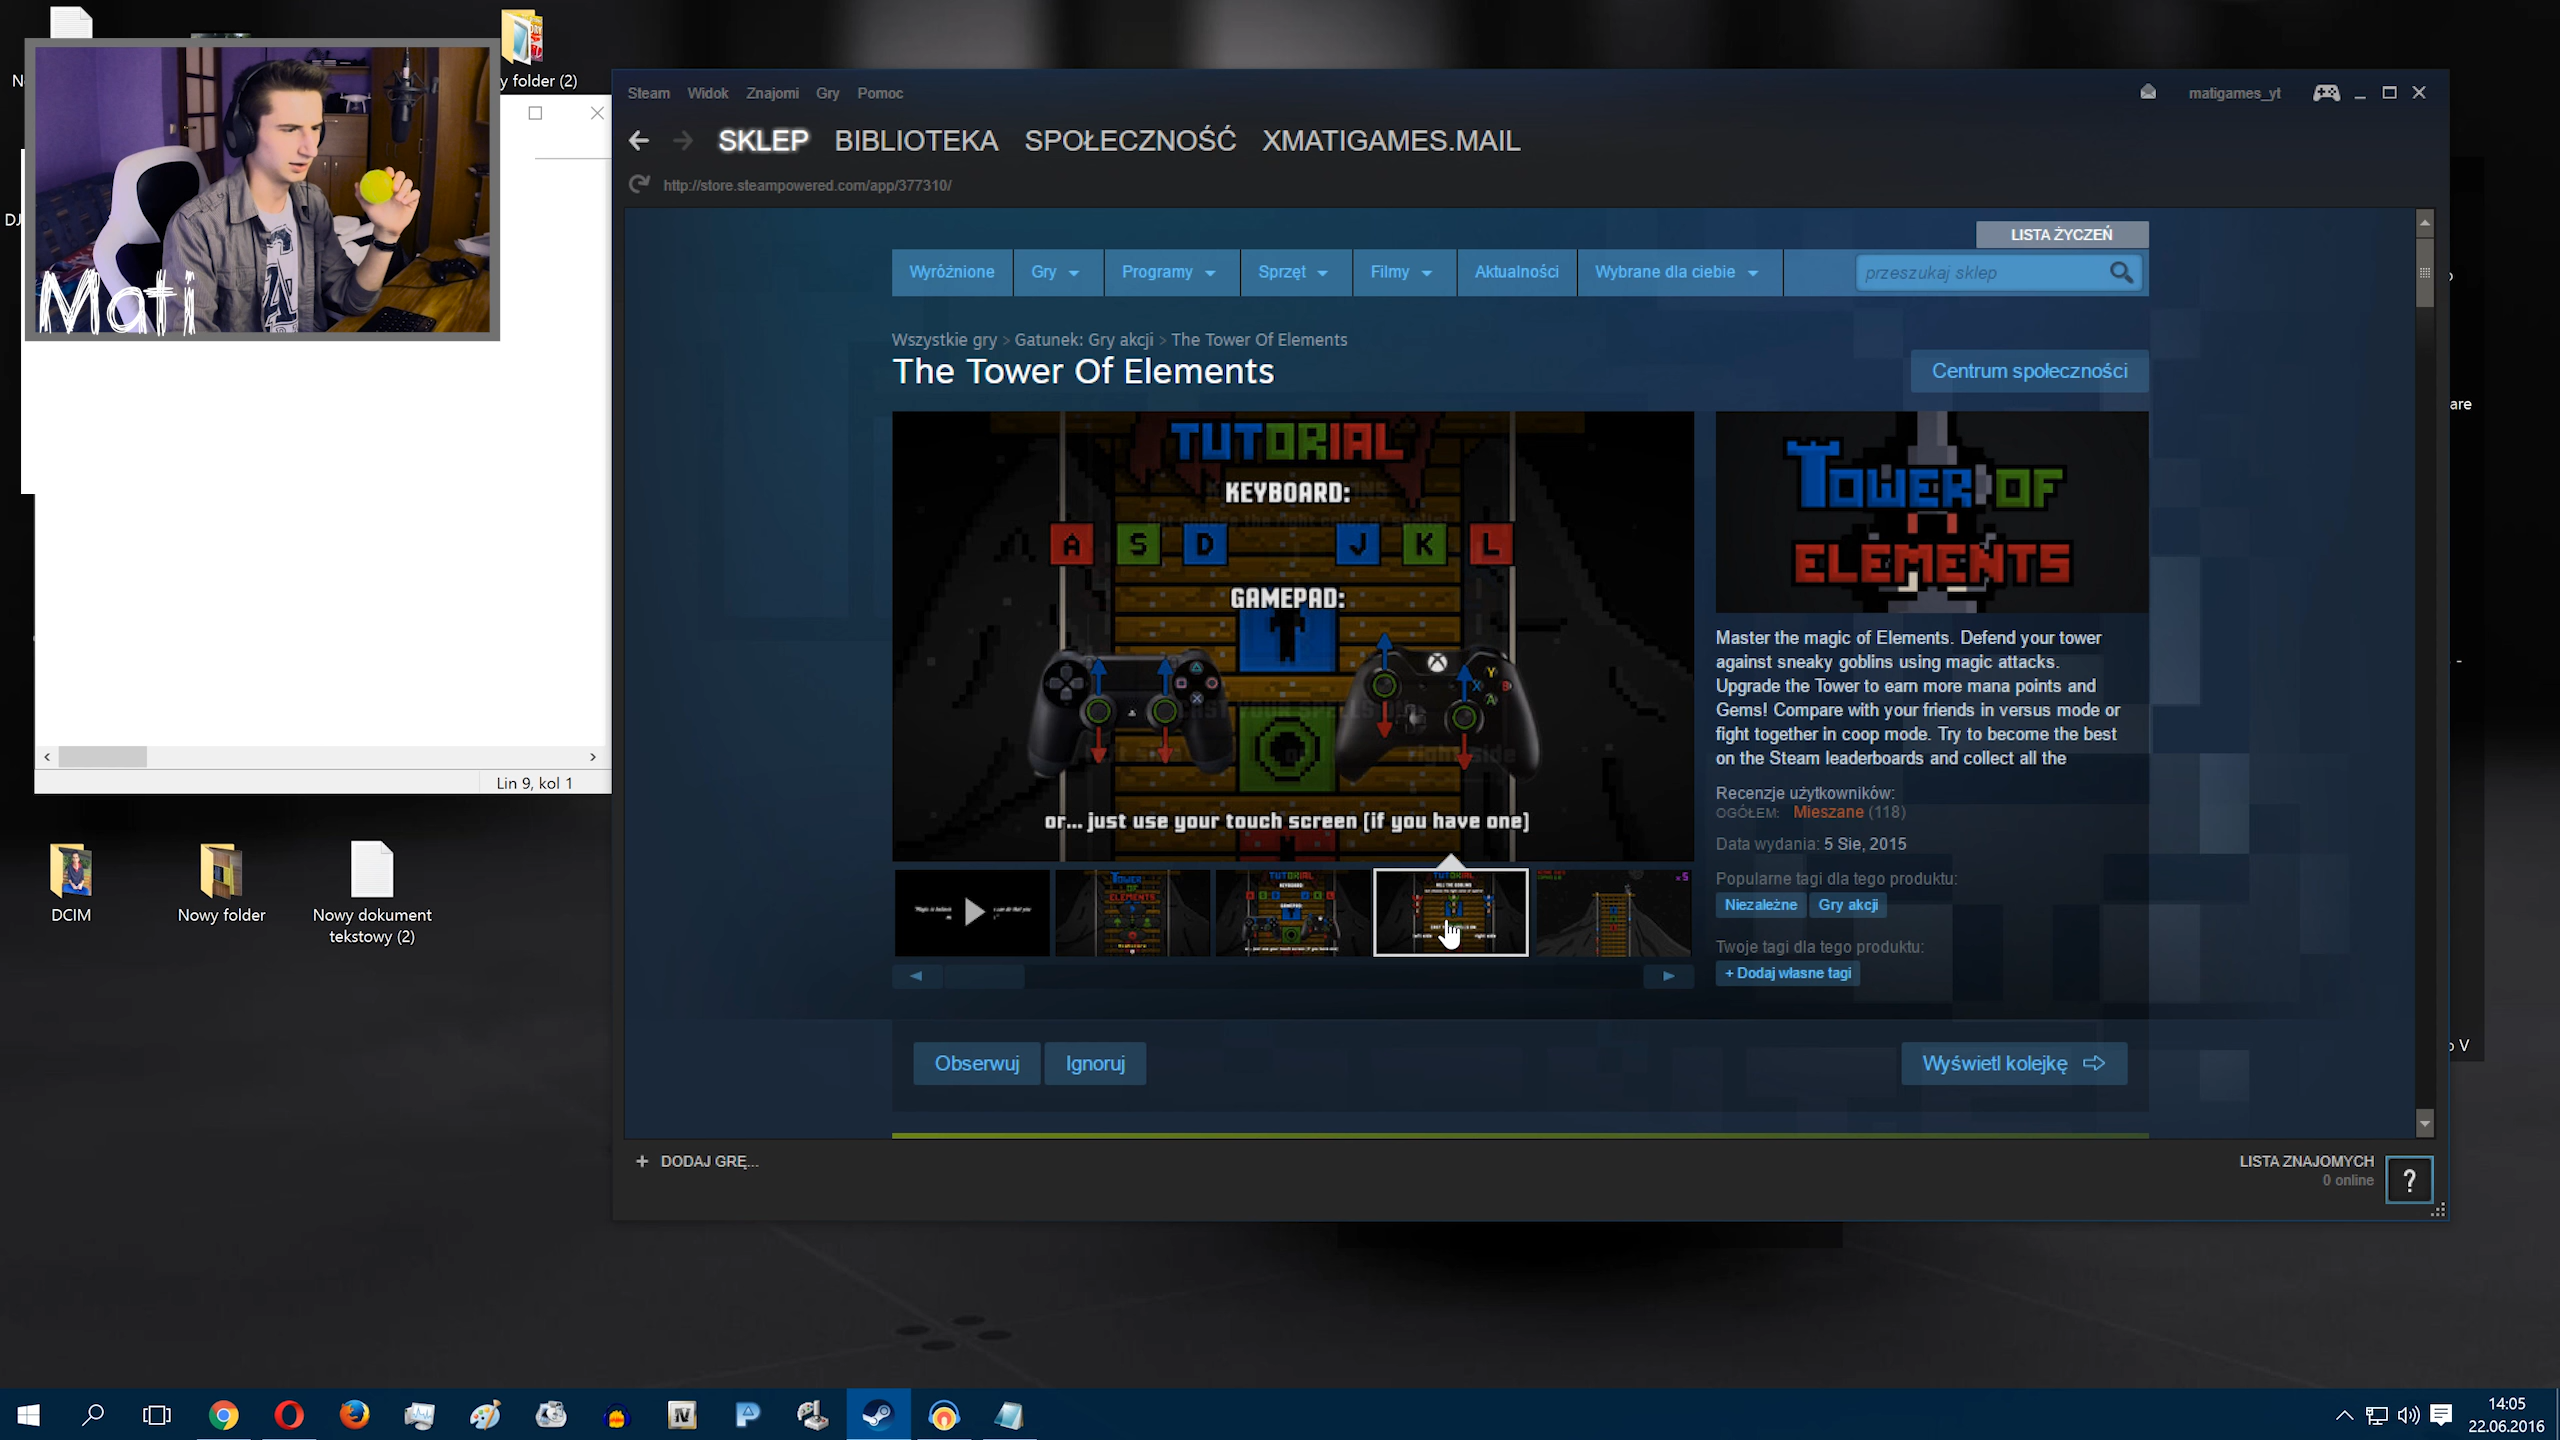 y folder (2)
Mati
Lin 9, kol 1
DCIM
Nowy folder
Nowy dokument
tekstowy (2)
Steam Widok Znajomi Gry Pomoc
matigames_yt
SKLEP BIBLIOTEKA SPOŁECZNOŚĆ XMATIGAMES.MAIL
http://store.steampowered.com/app/377310/
LISTA ŻYCZEŃ
Wyróżnione Gry Programy Sprzęt Filmy Aktualności Wybrane dla ciebie przeszukaj sklep
Wszystkie gry > Gatunek: Gry akcji > The Tower Of Elements
The Tower Of Elements
Centrum społeczności
TUTORIAL
KEYBOARD:
A S D J K L
GAMEPAD:
or... just use your touch screen [if you have one]
TOWER OF
ELEMENTS
Master the magic of Elements. Defend your tower
against sneaky goblins using magic attacks.
Upgrade the Tower to earn more mana points and
Gems! Compare with your friends in versus mode or
fight together in coop mode. Try to become the best
on the Steam leaderboards and collect all the
Recenzje użytkowników:
OGÓŁEM: Mieszane (118)
Data wydania: 5 Sie, 2015
Popularne tagi dla tego produktu:
Niezależne Gry akcji
Twoje tagi dla tego produktu:
+ Dodaj własne tagi
Obserwuj Ignoruj
Wyświetl kolejkę
+ DODAJ GRĘ...
LISTA ZNAJOMYCH
0 online
?
are
14:05
22.06.2016